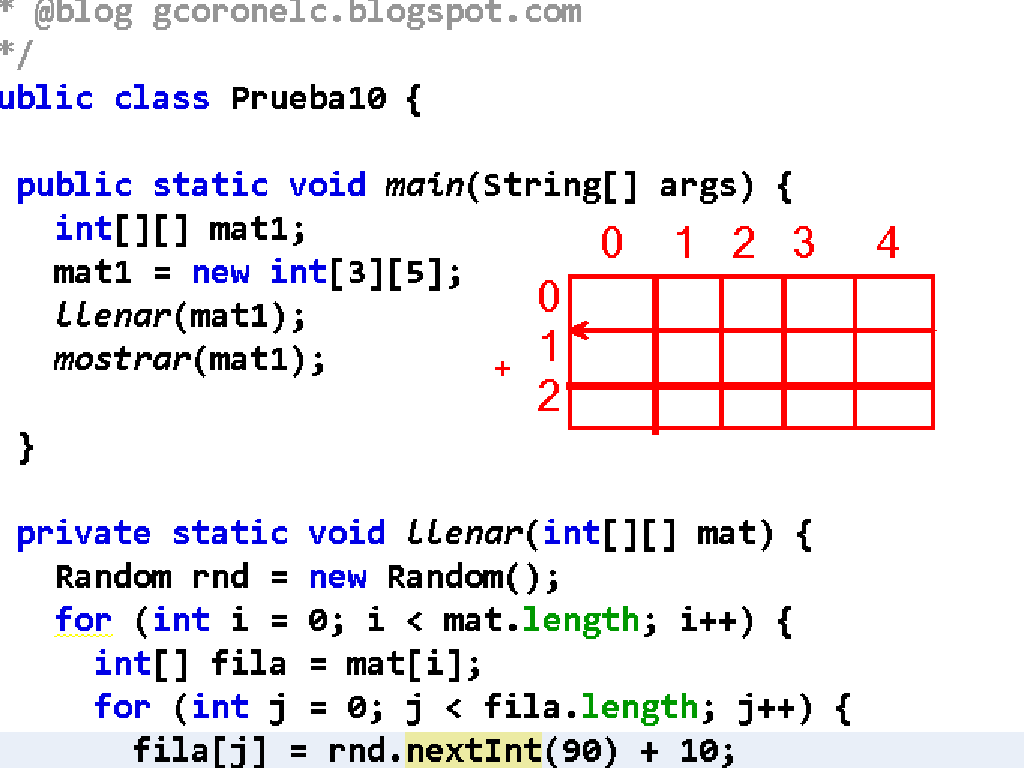 * @blog gcoronelc.blogspot.com
*/
ublic class Prueba10 {
public static void main(String[] args) {
int[][] mat1;
mat1 = new int[3][5];
llenar(mat1);
mostrar(mat1);
0 1 2 3 4
0
1
+
2
}
private static void llenar(int[][] mat) {
Random rnd = new Random();
for (int i = 0; i < mat.length; i++) {
int[] fila = mat[i];
for (int j = 0; j < fila.length; j++) {
fila[j] = rnd.nextInt(90) + 10;